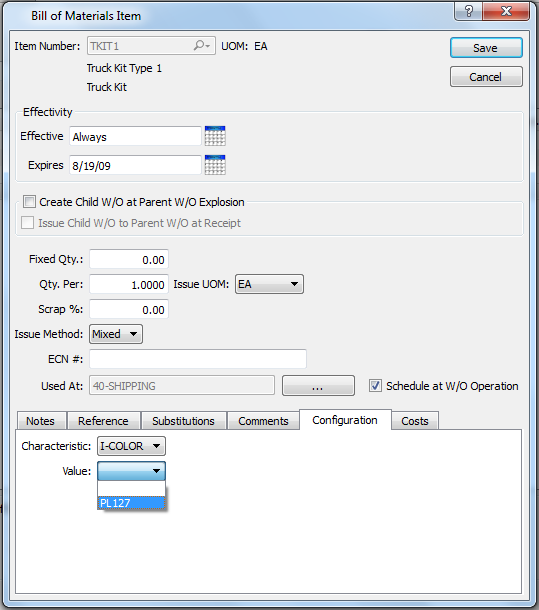 Bill of Materials Item
?
Item Number: TKIT1 UOM: EA
Save
Truck Kit Type 1
Cancel
Truck Kit
Effectivity
Effective Always
Expires 8/19/09
Create Child W/O at Parent W/O Explosion
Issue Child W/O to Parent W/O at Receipt
Fixed Qty.: 0.00
Qty. Per: 1.0000 Issue UOM: EA
Scrap %: 0.00
Issue Method: Mixed
ECN #:
Used At: 40-SHIPPING ... Schedule at W/O Operation
Notes Reference Substitutions Comments Configuration Costs
Characteristic: I-COLOR
Value:
PL127